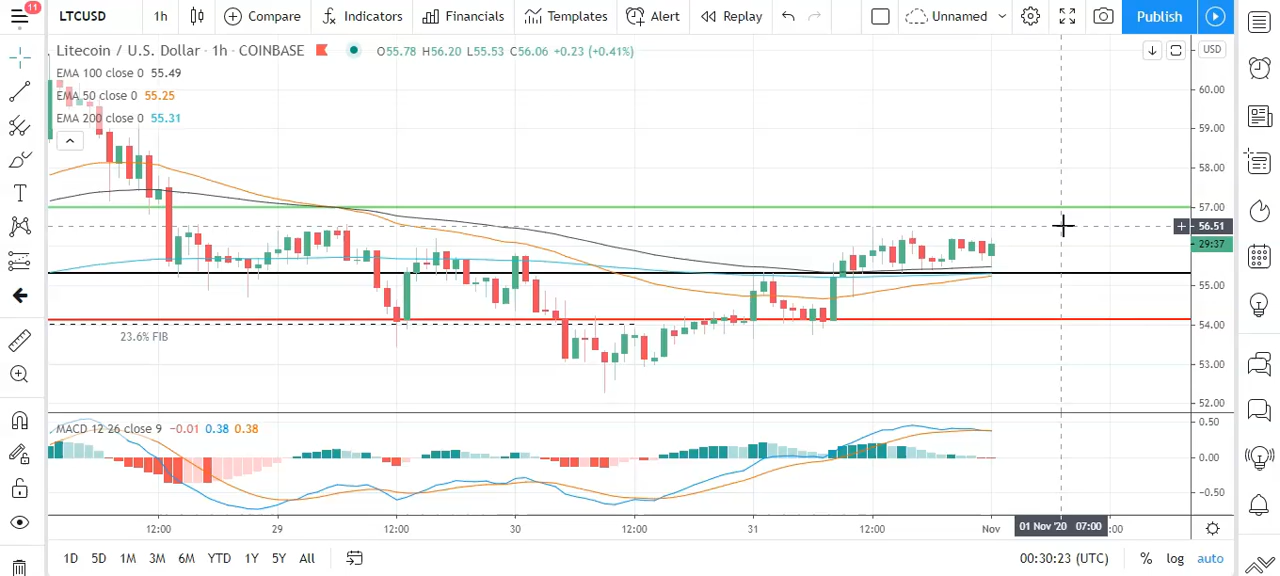 11
LTCUSD 1h Compare Indicators Financials Templates Alert Replay Unnamed Publish
Litecoin / U.S. Dollar · 1h · COINBASE O55.78 H56.20 L55.53 C56.06 +0.23 (+0.41%) USD
EMA 100 close 0 55.49
EMA 50 close 0 55.25
EMA 200 close 0 55.31
60.00
59.00
58.00
57.00
56.51
29:37
55.00
54.00
53.00
52.00
23.6% FIB
MACD 12 26 close 9 −0.01 0.38 0.38
0.50
0.00
-0.50
12:00 29 12:00 30 12:00 31 12:00 Nov 01 Nov '20 07:00 :00
1D 5D 1M 3M 6M YTD 1Y 5Y All 00:30:23 (UTC) % log auto